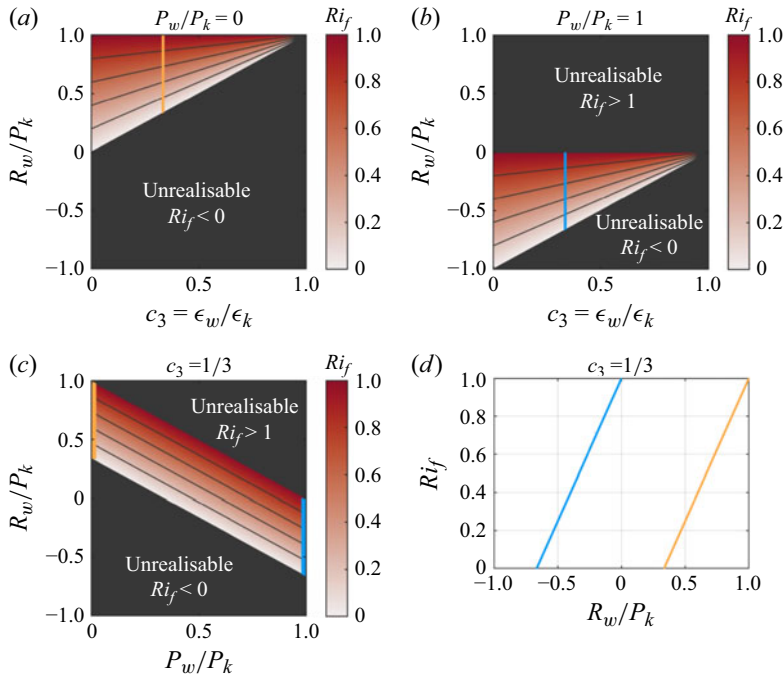 (a)
P_w/P_k = 0
Ri_f
1.0
0.5
0
−0.5
−1.0
R_w/P_k
Unrealisable
Ri_f < 0
0
0.5
1.0
c_3 = ϵ_w/ϵ_k
1.0
0.8
0.6
0.4
0.2
0
(b)
P_w/P_k = 1
Ri_f
1.0
0.5
0
−0.5
−1.0
R_w/P_k
Unrealisable
Ri_f > 1
Unrealisable
Ri_f < 0
0
0.5
1.0
c_3 = ϵ_w/ϵ_k
1.0
0.8
0.6
0.4
0.2
0
(c)
c_3 =1/3
Ri_f
1.0
0.5
0
−0.5
−1.0
R_w/P_k
Unrealisable
Ri_f > 1
Unrealisable
Ri_f < 0
0
0.5
1.0
P_w/P_k
1.0
0.8
0.6
0.4
0.2
0
(d)
c_3 =1/3
1.0
0.8
0.6
0.4
0.2
0
Ri_f
−1.0
−0.5
0
0.5
1.0
R_w/P_k